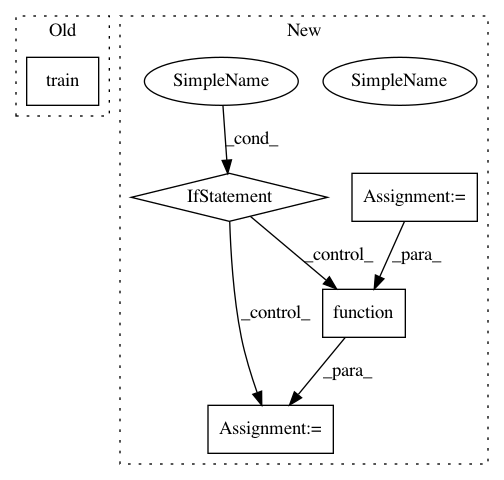 Old
New
train
SimpleName
SimpleName
_cond_
IfStatement
Assignment:=
_control_
_para_
_control_
function
_para_
Assignment:=